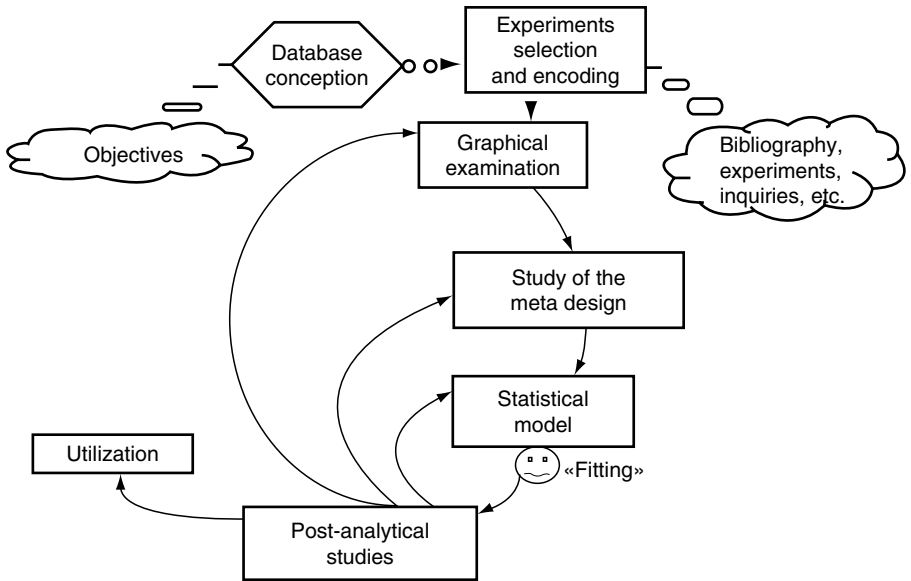 Database
conception
Experiments
selection
and encoding
Objectives
Graphical
examination
Bibliography,
experiments,
inquiries, etc.
Study of the
meta design
Statistical
model
«Fitting»
Utilization
Post-analytical
studies